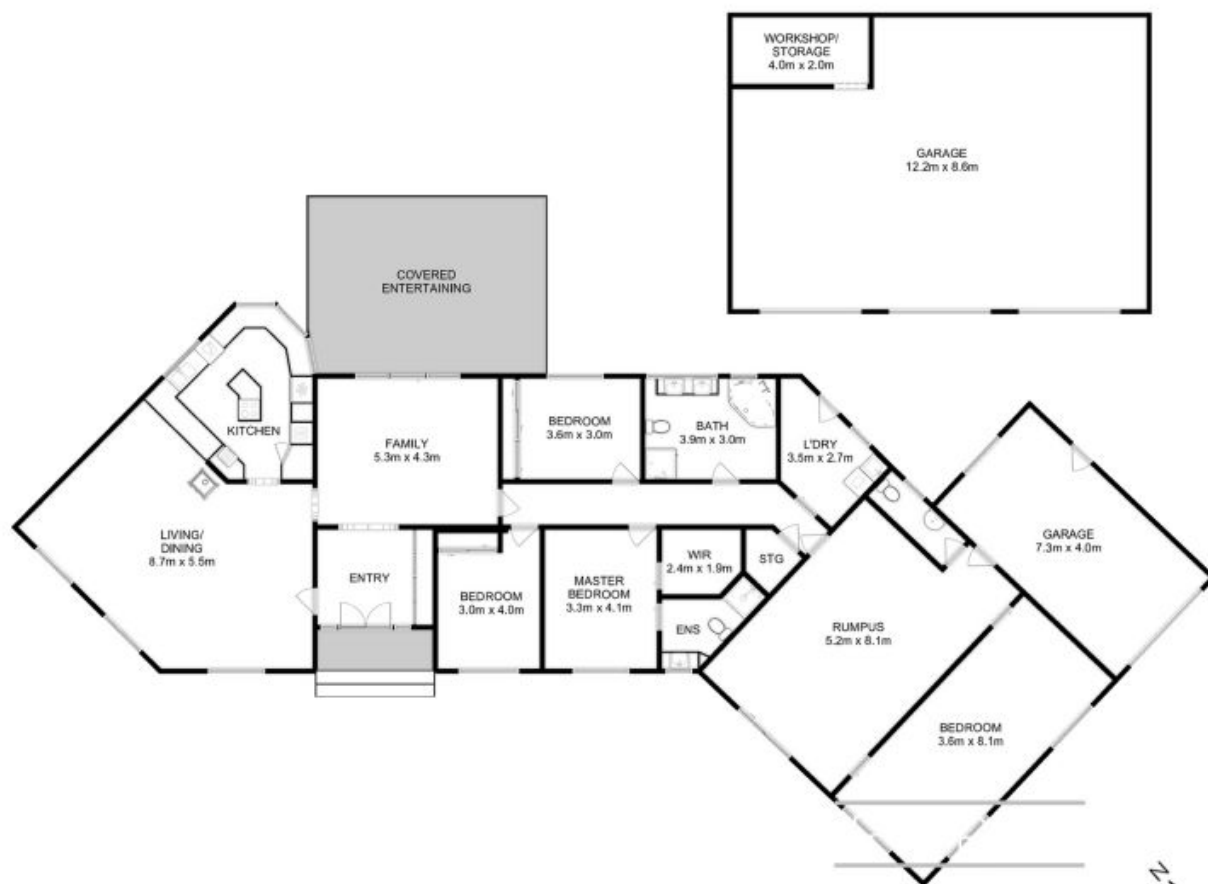 WORKSHOP/
STORAGE
4.0m x 2.0m
GARAGE
12.2m x 8.6m
COVERED
ENTERTAINING
KITCHEN
FAMILY
5.3m x 4.3m
BEDROOM
3.6m x 3.0m
BATH
3.9m x 3.0m
L'DRY
3.5m x 2.7m
LIVING/
DINING
8.7m x 5.5m
ENTRY
BEDROOM
3.0m x 4.0m
MASTER
BEDROOM
3.3m x 4.1m
WIR
2.4m x 1.9m
STG
ENS
RUMPUS
5.2m x 8.1m
GARAGE
7.3m x 4.0m
BEDROOM
3.6m x 8.1m
N